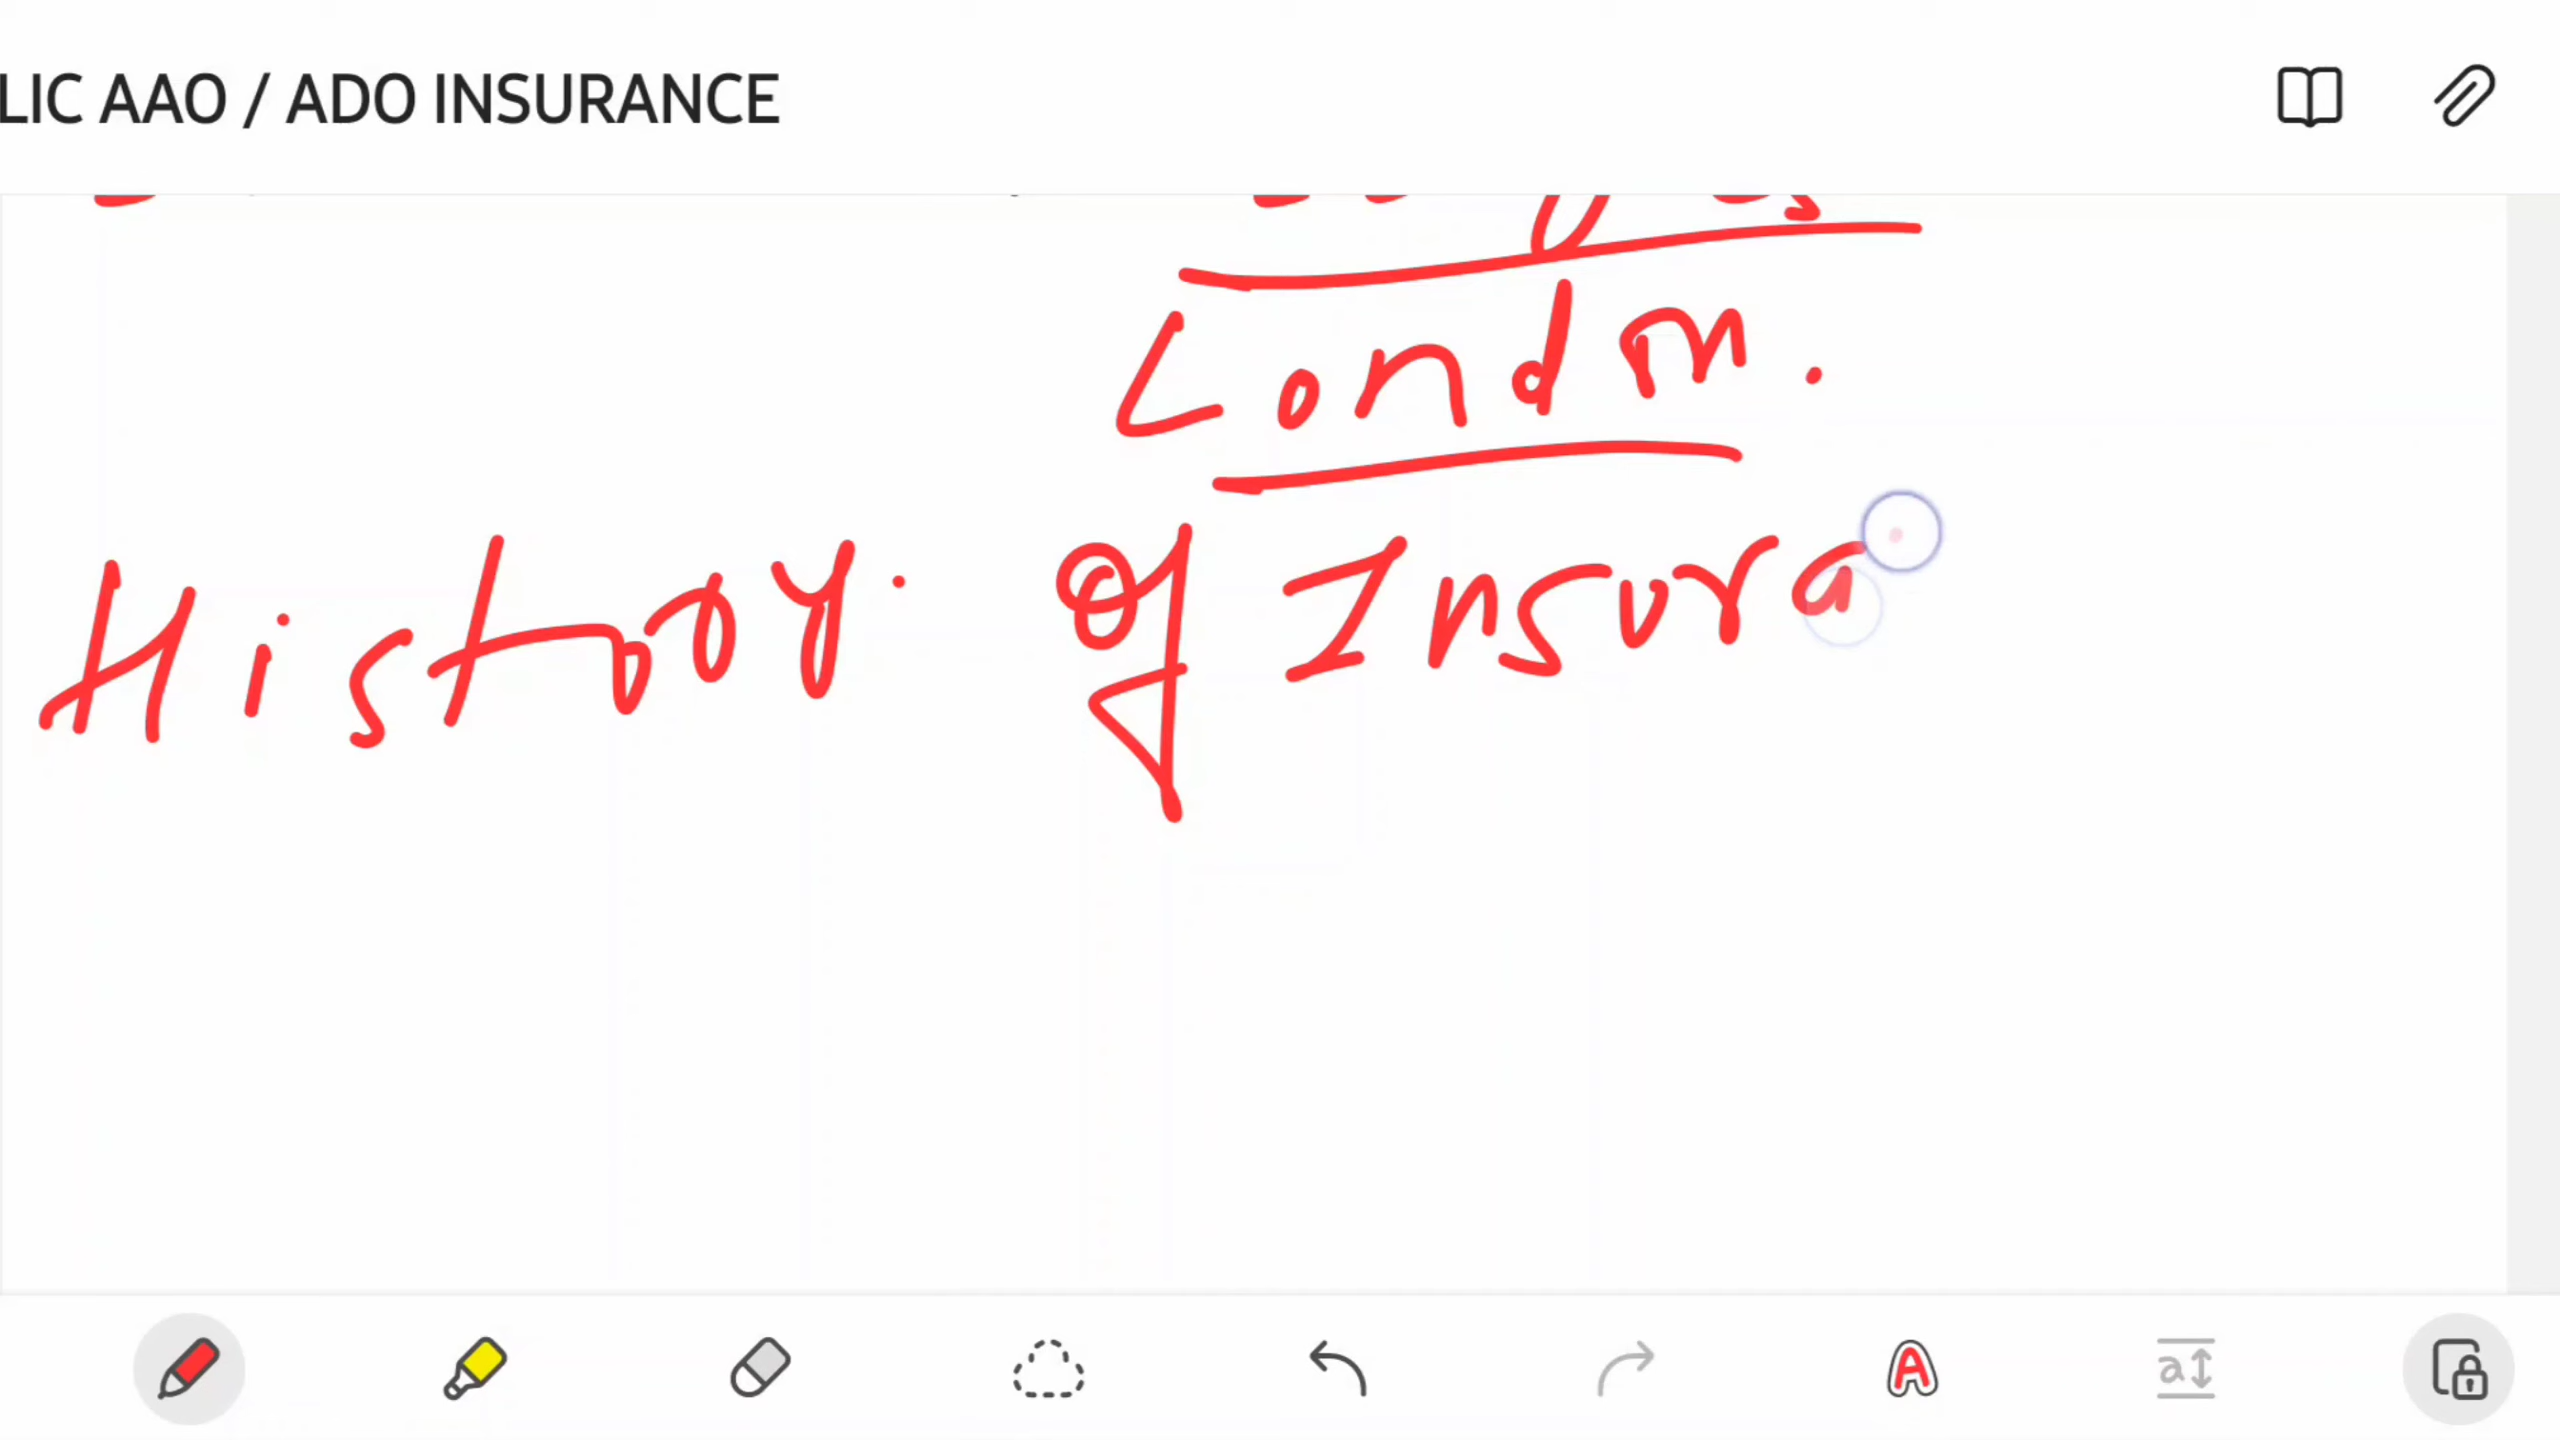 LIC AAO / ADO INSURANCE
London.
History. Of Insura
A
a